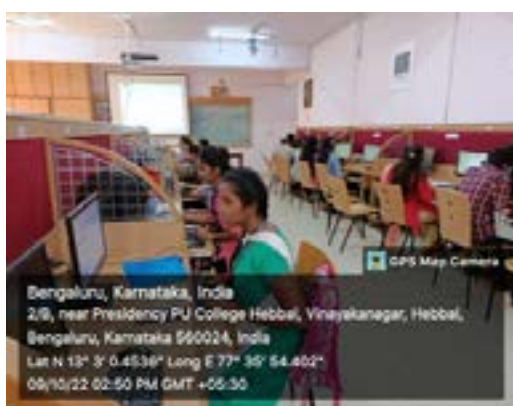 GPS Map Camera
Bengaluru, Karnataka, India
2/B, near Presidency PU College Hebbal, Vinayakanagar, Hebbal,
Bengaluru, Karnataka 560024, India
Lat N 13° 3' 0.4536" Long E 77° 35' 54.402"
09/10/22 02:50 PM GMT +05:30